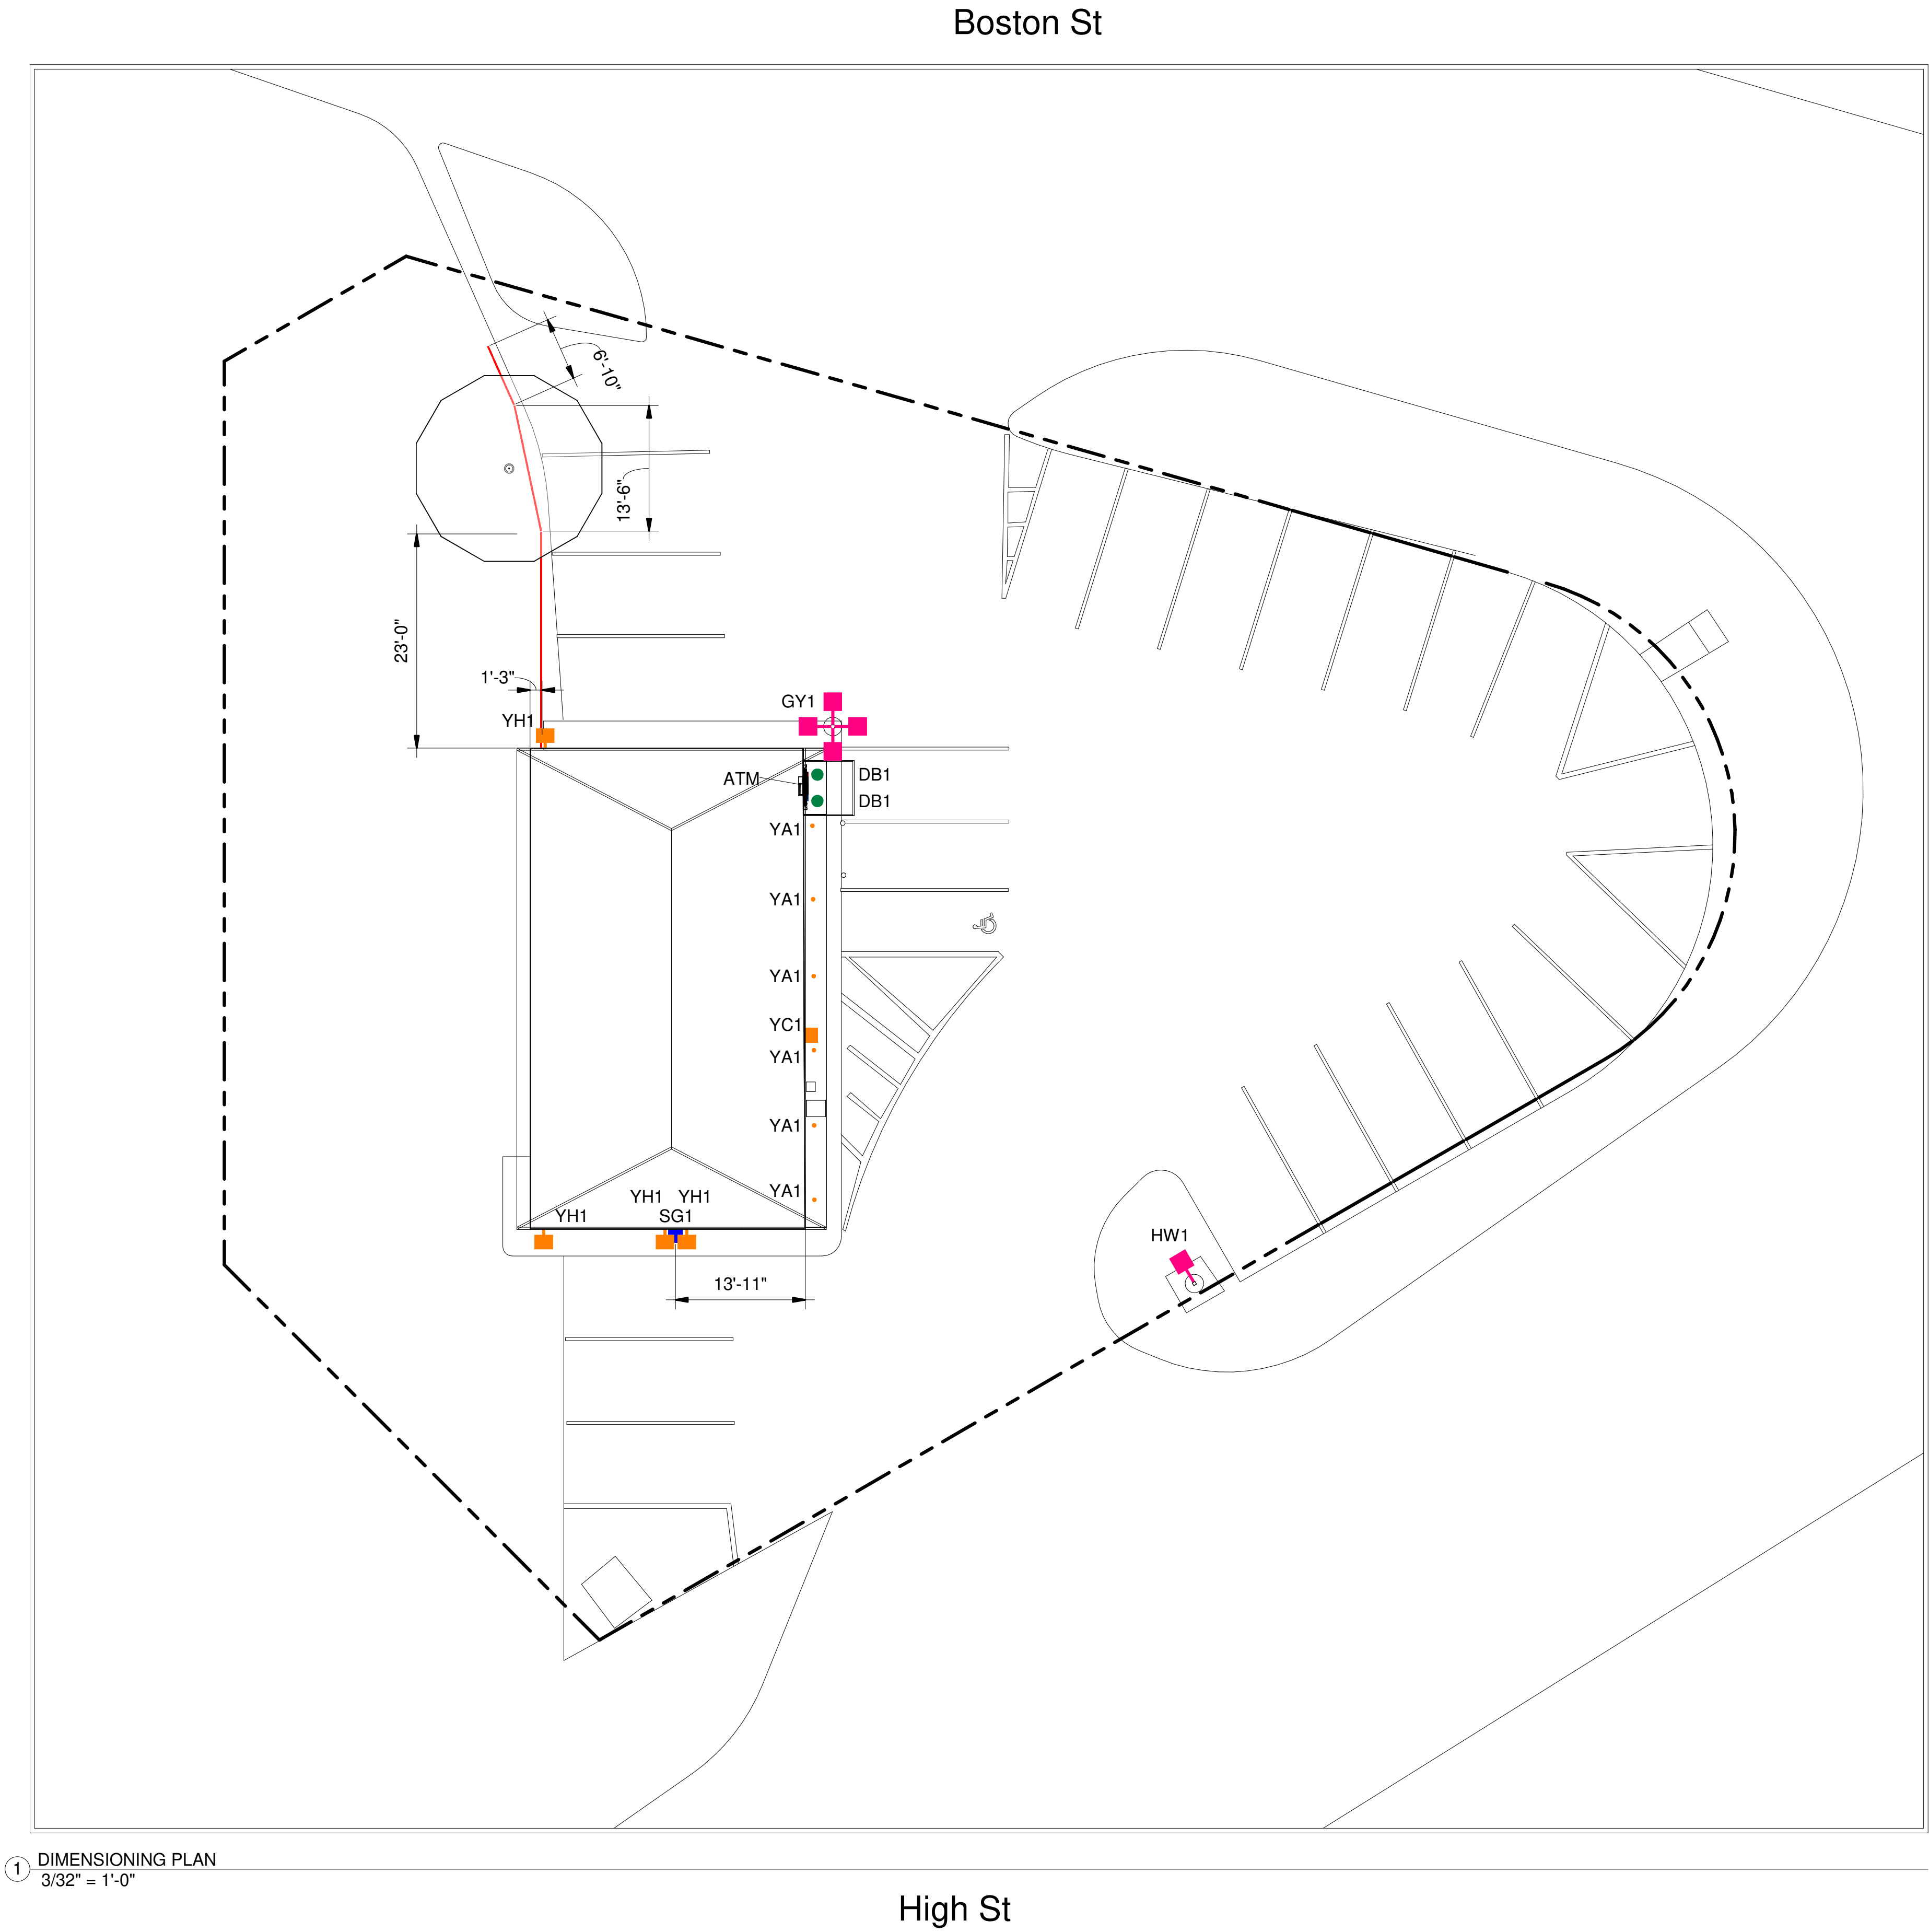 Boston St
6'-10"
13'-6"
23'-0"
1'-3"
YH1
GY1
ATM
DB1
DB1
YA1
YA1
YA1
YC1
YA1
YA1
YA1
YH1 YH1
YH1
SG1
HW1
13'-11"
1
DIMENSIONING PLAN
3/32" = 1'-0"
High St